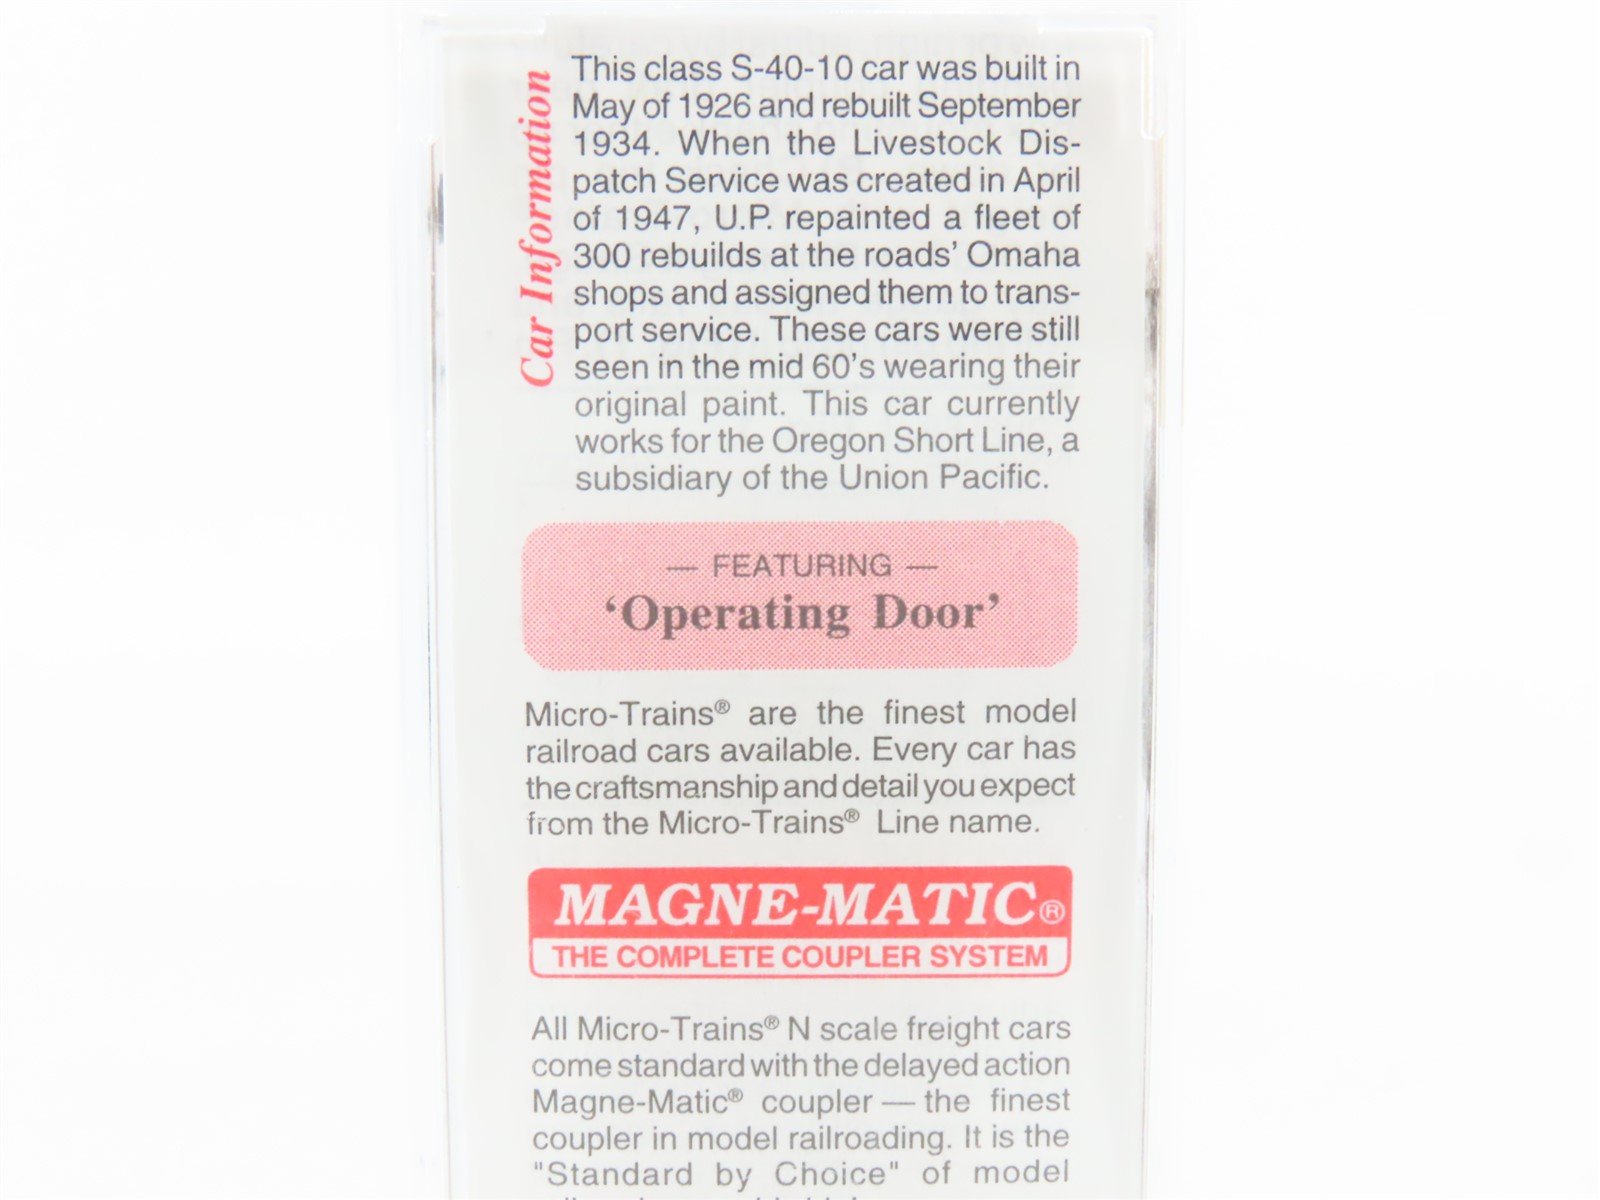 Car Information
This class S-40-10 car was built in
May of 1926 and rebuilt September
1934. When the Livestock Dis-
patch Service was created in April
of 1947, U.P. repainted a fleet of
300 rebuilds at the roads' Omaha
shops and assigned them to trans-
port service. These cars were still
seen in the mid 60's wearing their
original paint. This car currently
works for the Oregon Short Line, a
subsidiary of the Union Pacific.
— FEATURING —
'Operating Door'
Micro-Trains® are the finest model
railroad cars available. Every car has
the craftsmanship and detail you expect
from the Micro-Trains® Line name.
MAGNE-MATIC®
THE COMPLETE COUPLER SYSTEM
All Micro-Trains® N scale freight cars
come standard with the delayed action
Magne-Matic® coupler — the finest
coupler in model railroading. It is the
"Standard by Choice" of model